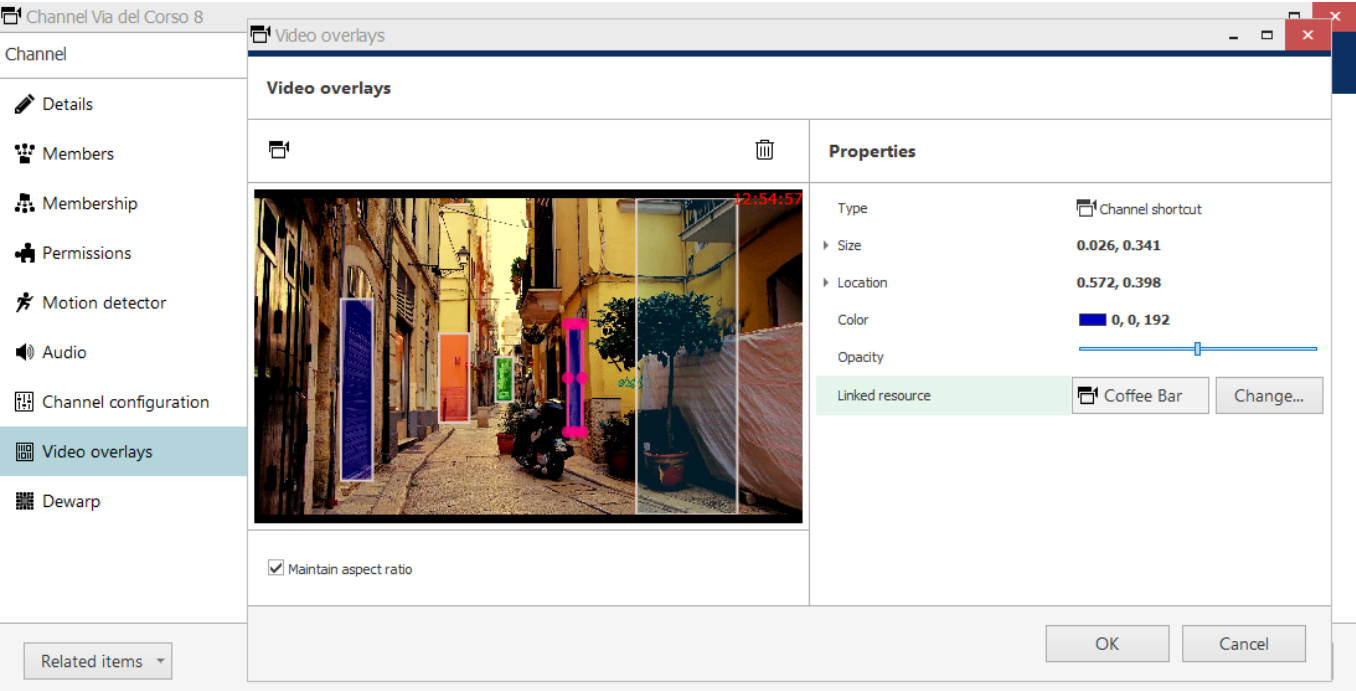 Channel Via del Corso 8
Video overlays
Channel
Details
Members
Membership
Permissions
Motion detector
Audio
Channel configuration
Video overlays
Dewarp
Related items
Video overlays
Properties
12:54:57
Type
Channel shortcut
Size
0.026, 0.341
Location
0.572, 0.398
Color
0, 0, 192
Opacity
Linked resource
Coffee Bar
Change...
Maintain aspect ratio
OK
Cancel